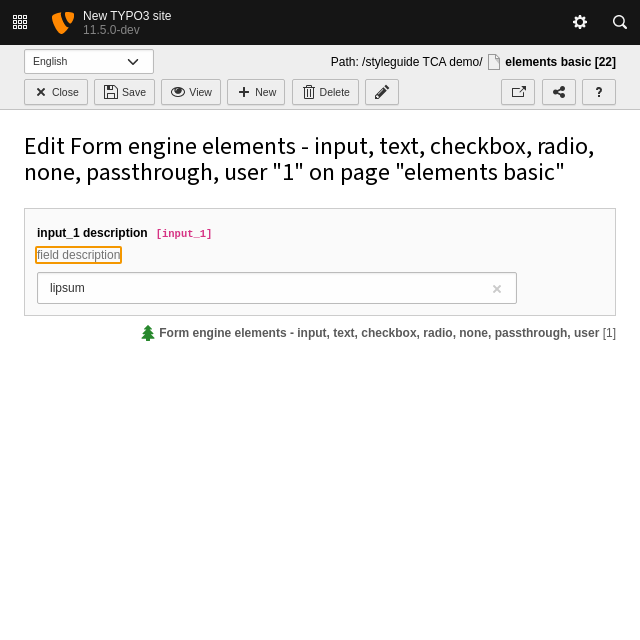 New TYPO3 site
11.5.0-dev
English
Path: /styleguide TCA demo/ elements basic [22]
Close Save View New Delete ?
Edit Form engine elements - input, text, checkbox, radio,
none, passthrough, user "1" on page "elements basic"
input_1 description [input_1]
field description
lipsum
Form engine elements - input, text, checkbox, radio, none, passthrough, user [1]